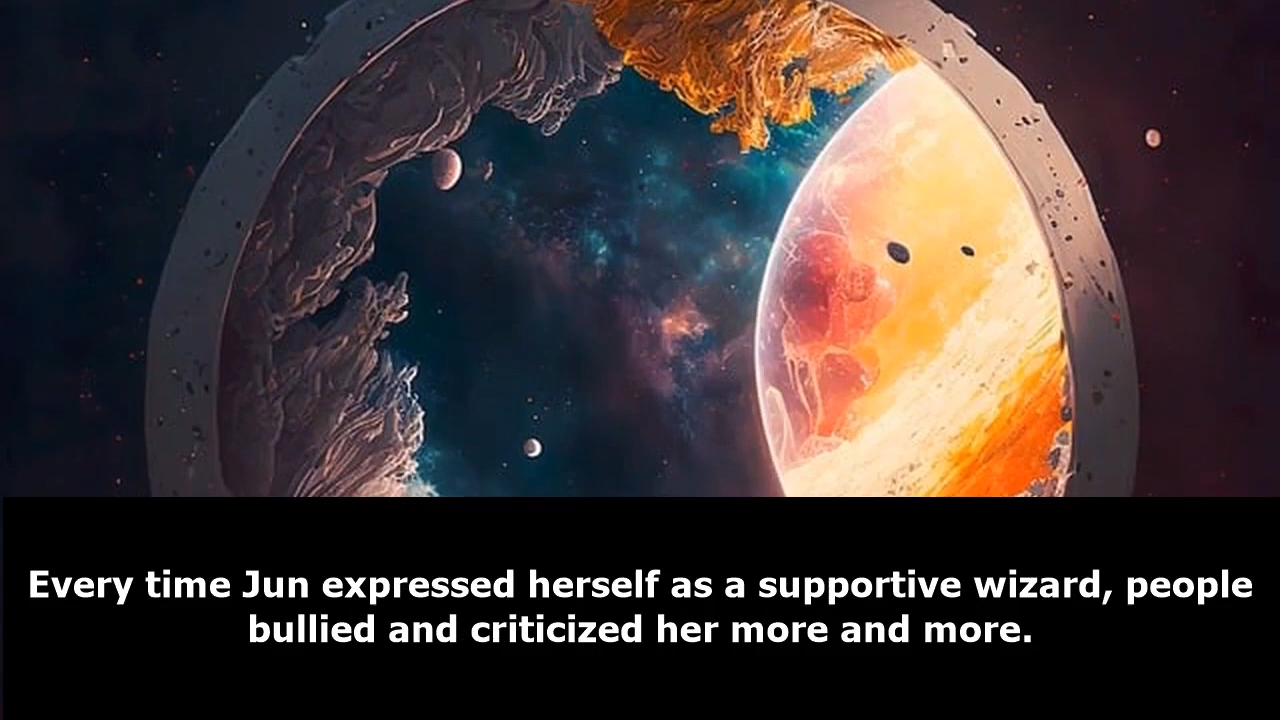 Every time Jun expressed herself as a supportive wizard, people
bullied and criticized her more and more.